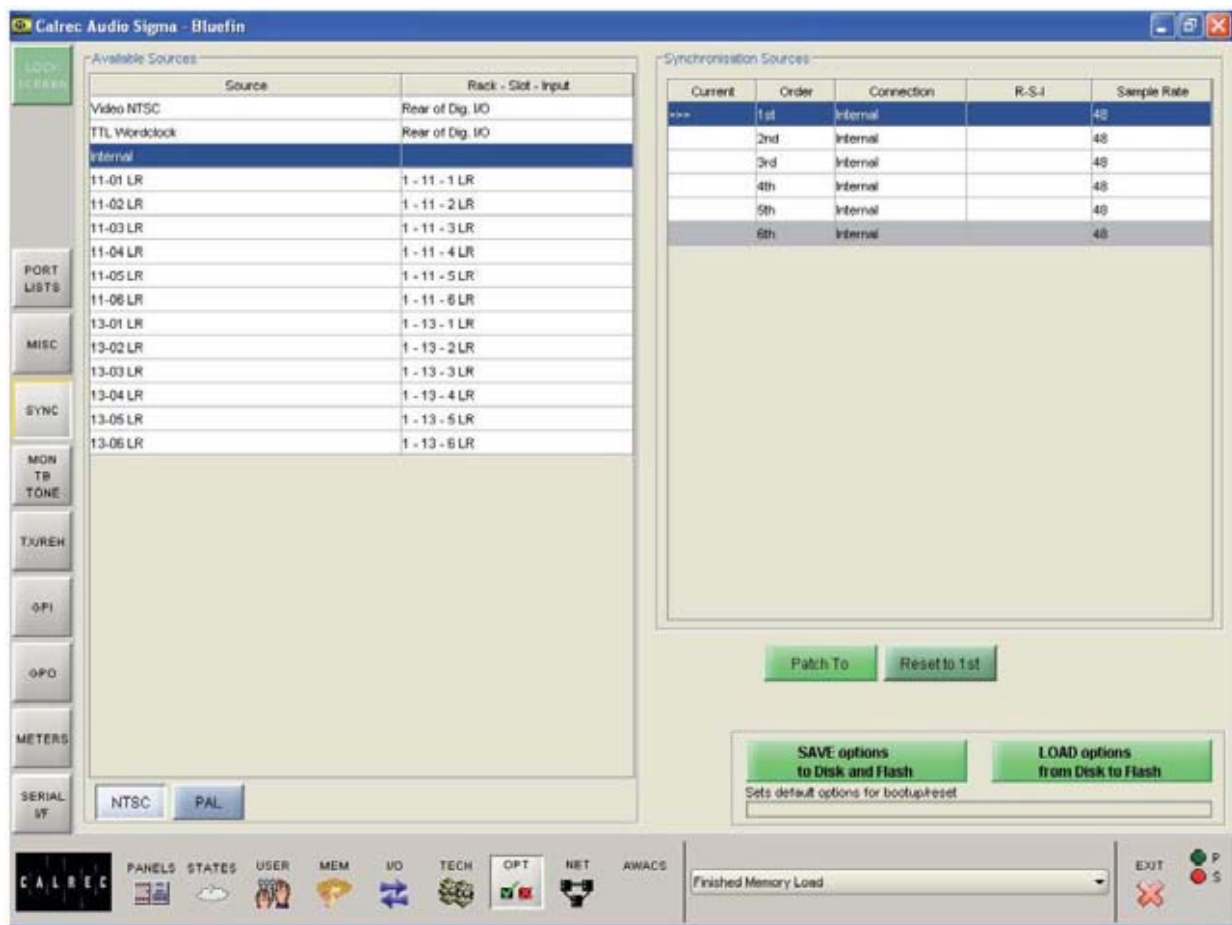 Calrec Audio Sigma - Bluefin
LOCK SCREEN
Available Sources
Source Rack - Slot - Input
Video NTSC Rear of Dig. I/O
TTL Wordclock Rear of Dig. I/O
Internal
11-01 LR 1 - 11 - 1 LR
11-02 LR 1 - 11 - 2 LR
11-03 LR 1 - 11 - 3 LR
11-04 LR 1 - 11 - 4 LR
11-05 LR 1 - 11 - 5 LR
11-06 LR 1 - 11 - 6 LR
13-01 LR 1 - 13 - 1 LR
13-02 LR 1 - 13 - 2 LR
13-03 LR 1 - 13 - 3 LR
13-04 LR 1 - 13 - 4 LR
13-05 LR 1 - 13 - 5 LR
13-06 LR 1 - 13 - 6 LR
Synchronisation Sources
Current Order Connection R-S-I Sample Rate
>>> 1st Internal 48
2nd Internal 48
3rd Internal 48
4th Internal 48
5th Internal 48
6th Internal 48
PORT
LISTS
MISC
SYNC
MON
TB
TONE
TX/REH
GPI
GPO
METERS
SERIAL
I/F
Patch To Reset to 1st
SAVE options
to Disk and Flash
LOAD options
from Disk to Flash
Sets default options for bootup/reset
NTSC PAL
CALREC
PANELS STATES USER MEM I/O TECH OPT NET AWACS
Finished Memory Load
EXIT
P
S